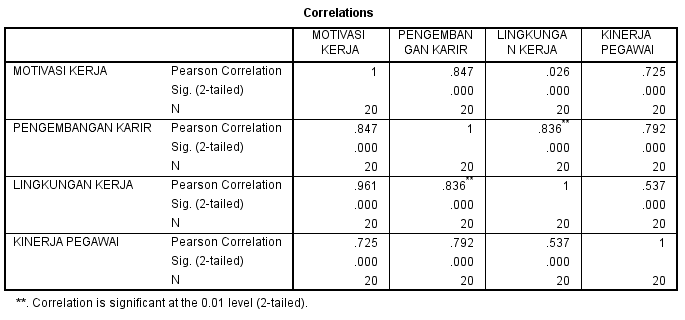 Correlations
MOTIVASI KERJA PENGEMBAN GAN KARIR LINGKUNGA N KERJA KINERJA PEGAWAI
MOTIVASI KERJA Pearson Correlation 1 .847 .026 .725
Sig. (2-tailed) .000 .000 .000
N 20 20 20 20
PENGEMBANGAN KARIR Pearson Correlation .847 1 .836** .792
Sig. (2-tailed) .000 .000 .000
N 20 20 20 20
LINGKUNGAN KERJA Pearson Correlation .961 .836** 1 .537
Sig. (2-tailed) .000 .000 .000
N 20 20 20 20
KINERJA PEGAWAI Pearson Correlation .725 .792 .537 1
Sig. (2-tailed) .000 .000 .000
N 20 20 20 20
**. Correlation is significant at the 0.01 level (2-tailed).